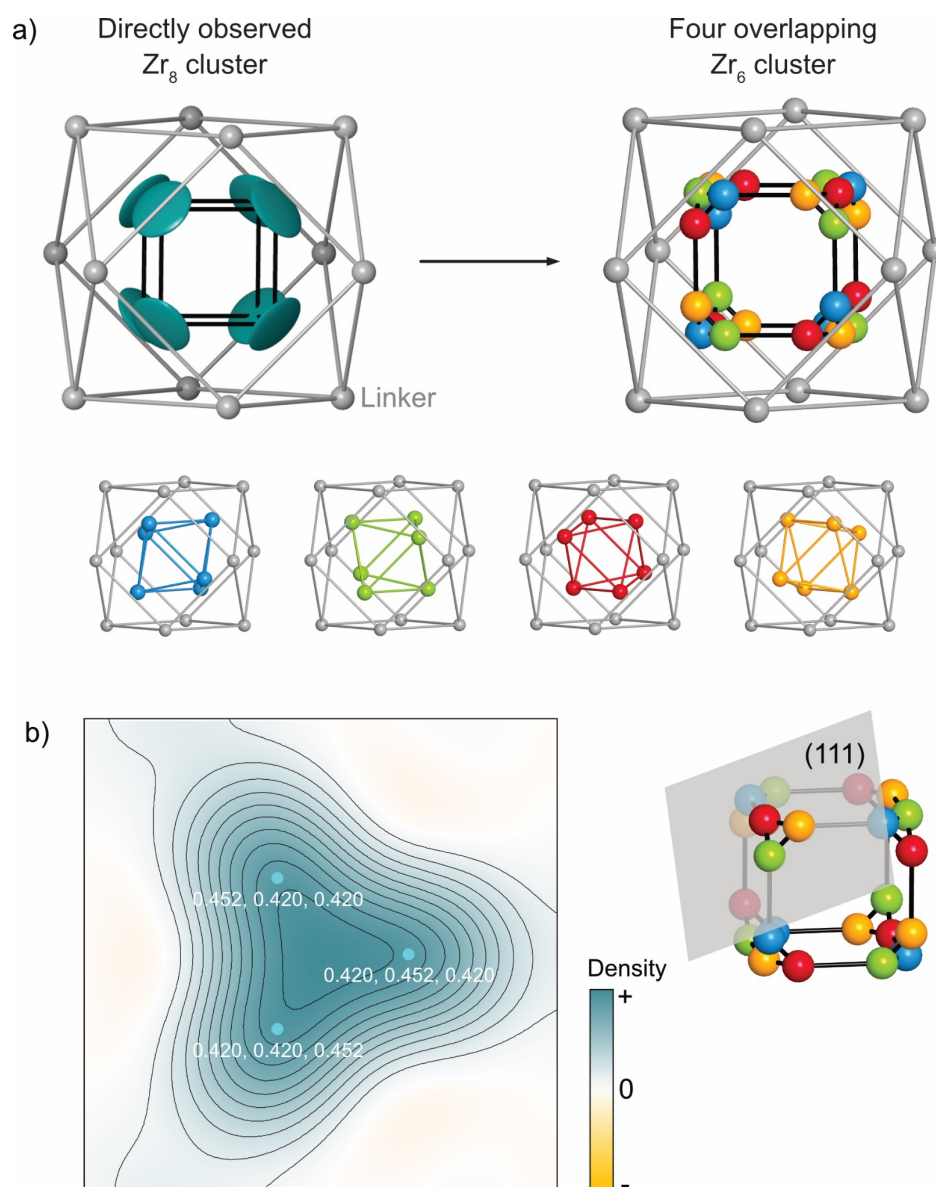 a)
Directly observed
Zr₈ cluster
Four overlapping
Zr₆ cluster
Linker
b)
(111)
0.452, 0.420, 0.420
0.420, 0.452, 0.420
0.420, 0.420, 0.452
Density
+
0
-